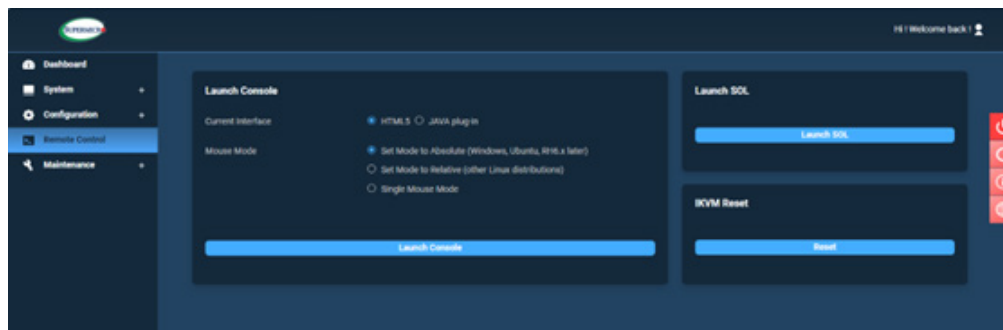 SUPERMICRO
Hi ! Welcome back !
Dashboard
System +
Configuration +
Remote Control
Maintenance +
Launch Console
Current Interface
HTML5 JAVA plug-in
Mouse Mode
Set Mode to Absolute (Windows, Ubuntu, RH6.x later)
Set Mode to Relative (other Linux distributions)
Single Mouse Mode
Launch Console
Launch SOL
Launch SOL
IKVM Reset
Reset